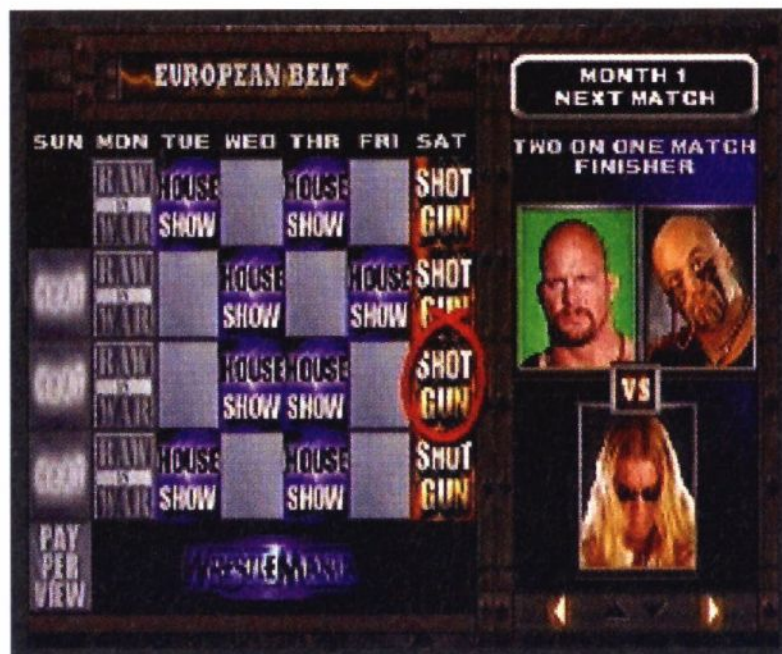 EUROPEAN BELT
SUN MON TUE WED THR FRI SAT
RAW IS WAR
HOUSE SHOW
HOUSE SHOW
SHOT GUN
RAW IS WAR
HOUSE SHOW
HOUSE SHOW
SHOT GUN
RAW IS WAR
HOUSE SHOW
HOUSE SHOW
SHOT GUN
RAW IS WAR
HOUSE SHOW
HOUSE SHOW
SHOT GUN
PAY
PER
VIEW
WRESTLEMANIA
MONTH 1
NEXT MATCH
TWO ON ONE MATCH
FINISHER
VS